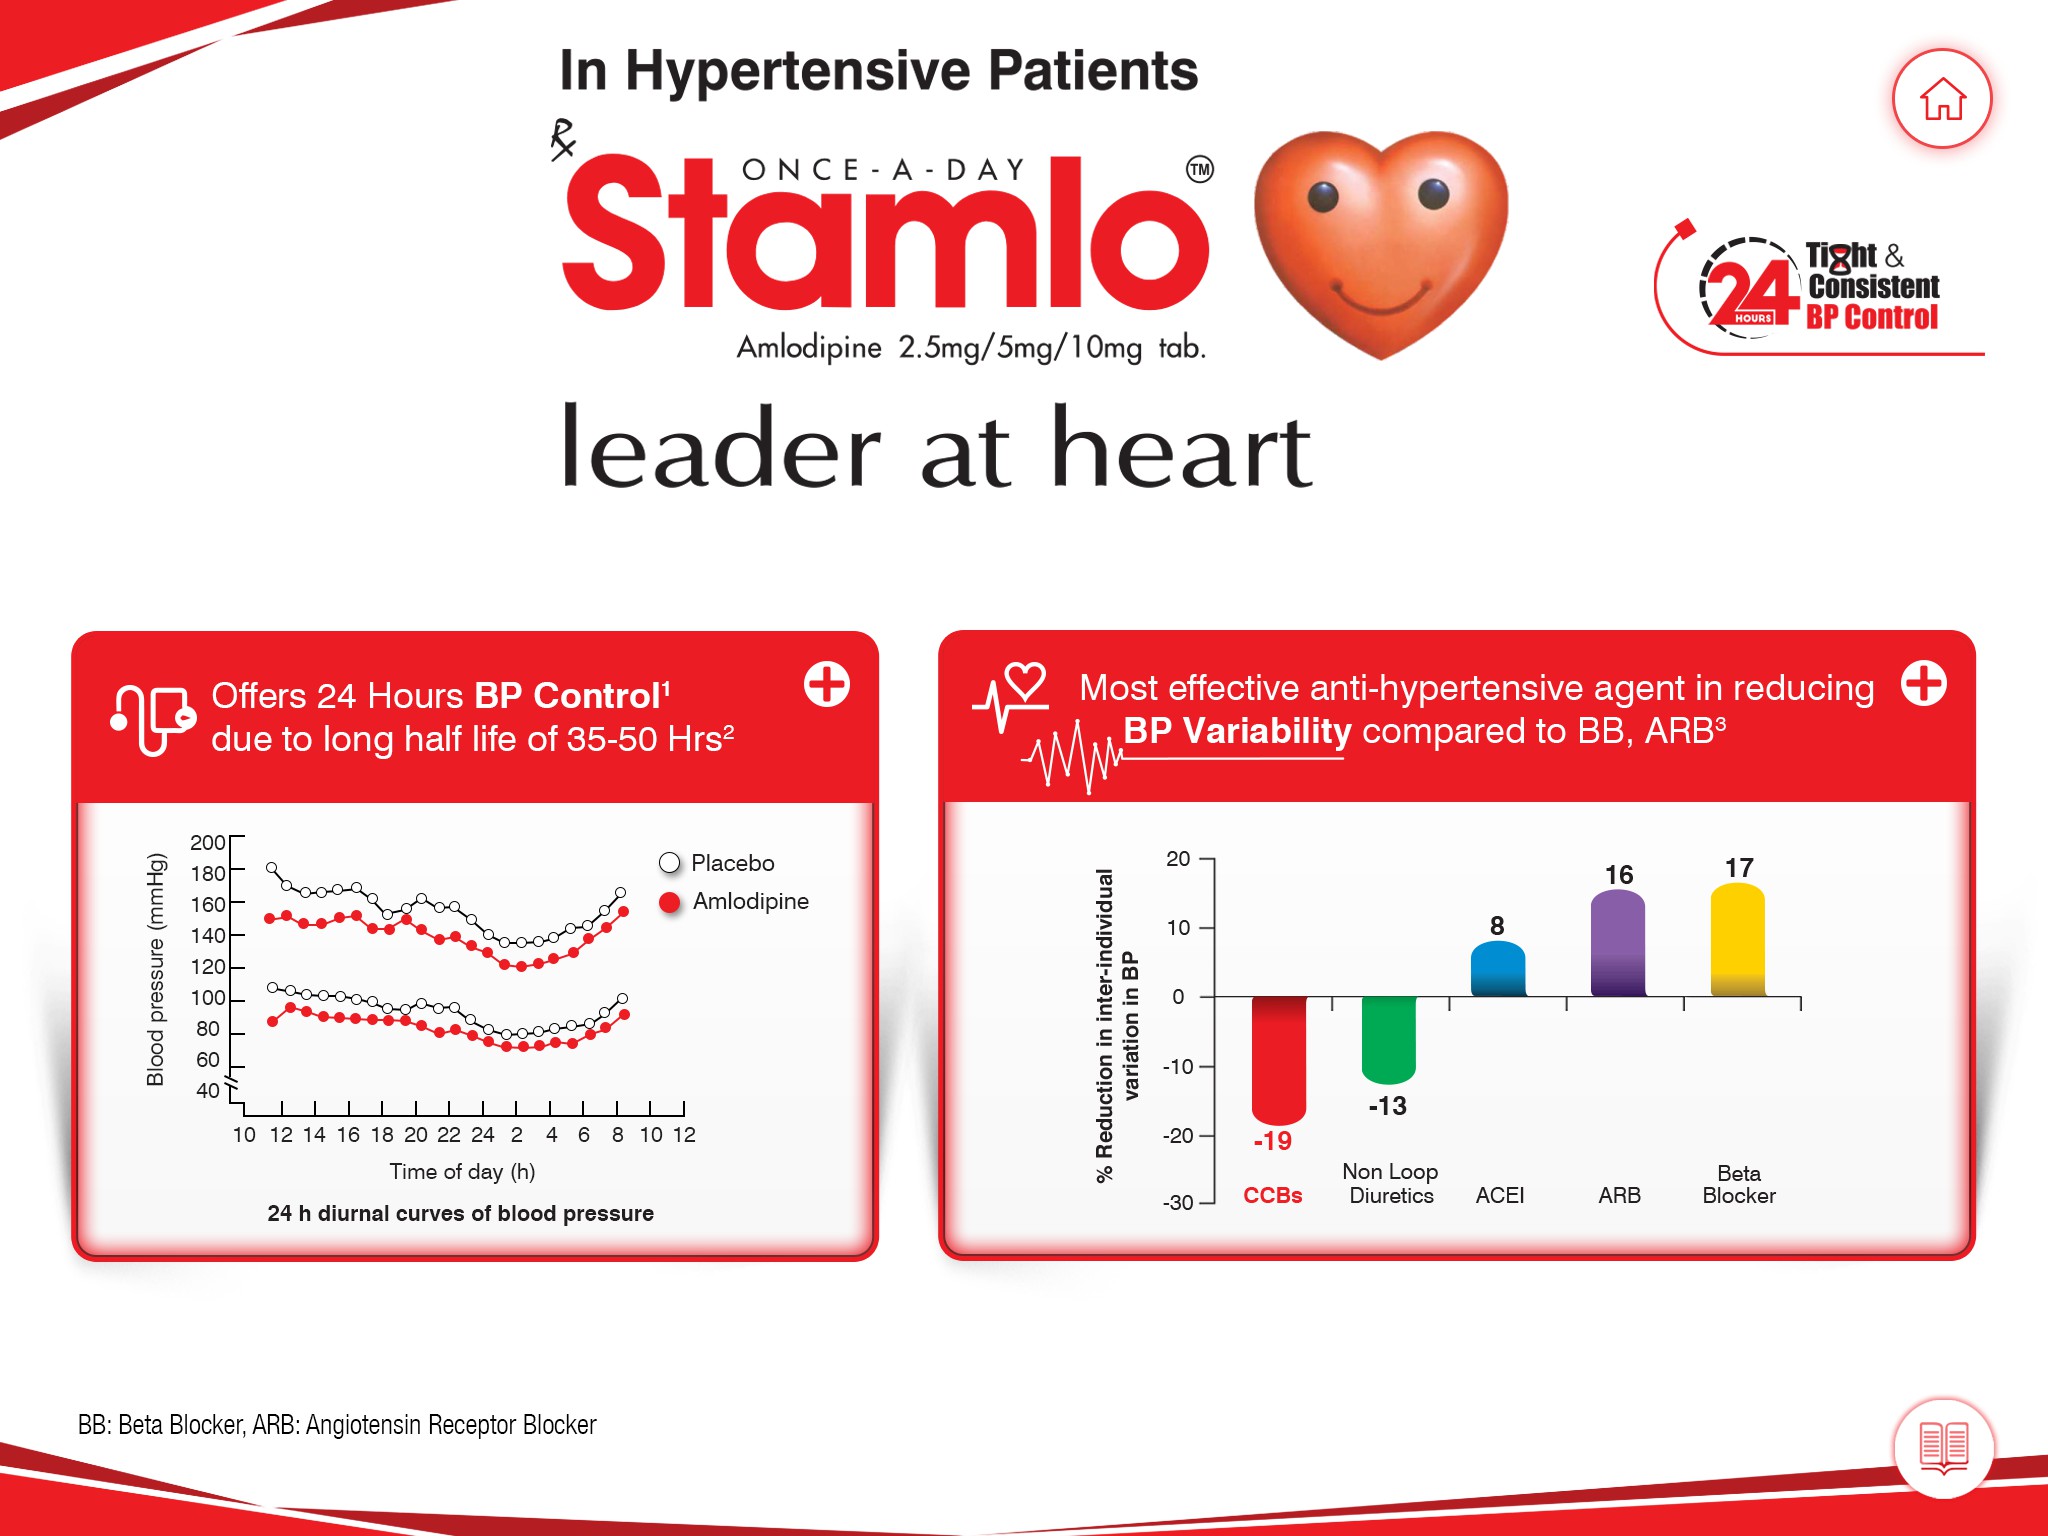 In Hypertensive Patients
℞
ONCE-A-DAY
Stamlo™
Amlodipine 2.5mg/5mg/10mg tab.
leader at heart
24 HOURS
Tight &
Consistent
BP Control
Offers 24 Hours BP Control¹
due to long half life of 35-50 Hrs²
Blood pressure (mmHg)
200
180
160
140
120
100
80
60
40
Placebo
Amlodipine
10 12 14 16 18 20 22 24 2 4 6 8 10 12
Time of day (h)
24 h diurnal curves of blood pressure
Most effective anti-hypertensive agent in reducing
BP Variability compared to BB, ARB³
% Reduction in inter-individual
variation in BP
20
10
0
-10
-20
-30
-19
-13
8
16
17
CCBs
Non Loop
Diuretics
ACEI
ARB
Beta
Blocker
BB: Beta Blocker, ARB: Angiotensin Receptor Blocker